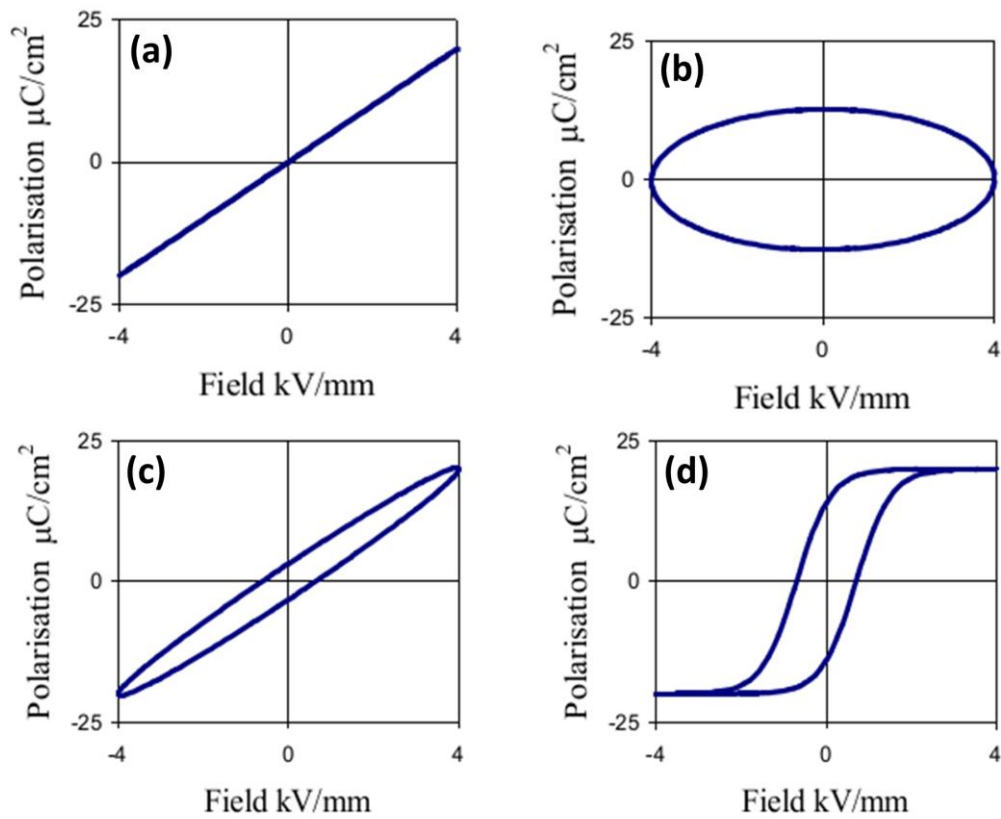 (a)
Polarisation μC/cm²
25
0
-25
-4 0 4
Field kV/mm
(b)
Polarisation μC/cm²
25
0
-25
-4 0 4
Field kV/mm
(c)
Polarisation μC/cm²
25
0
-25
-4 0 4
Field kV/mm
(d)
Polarisation μC/cm²
25
0
-25
-4 0 4
Field kV/mm